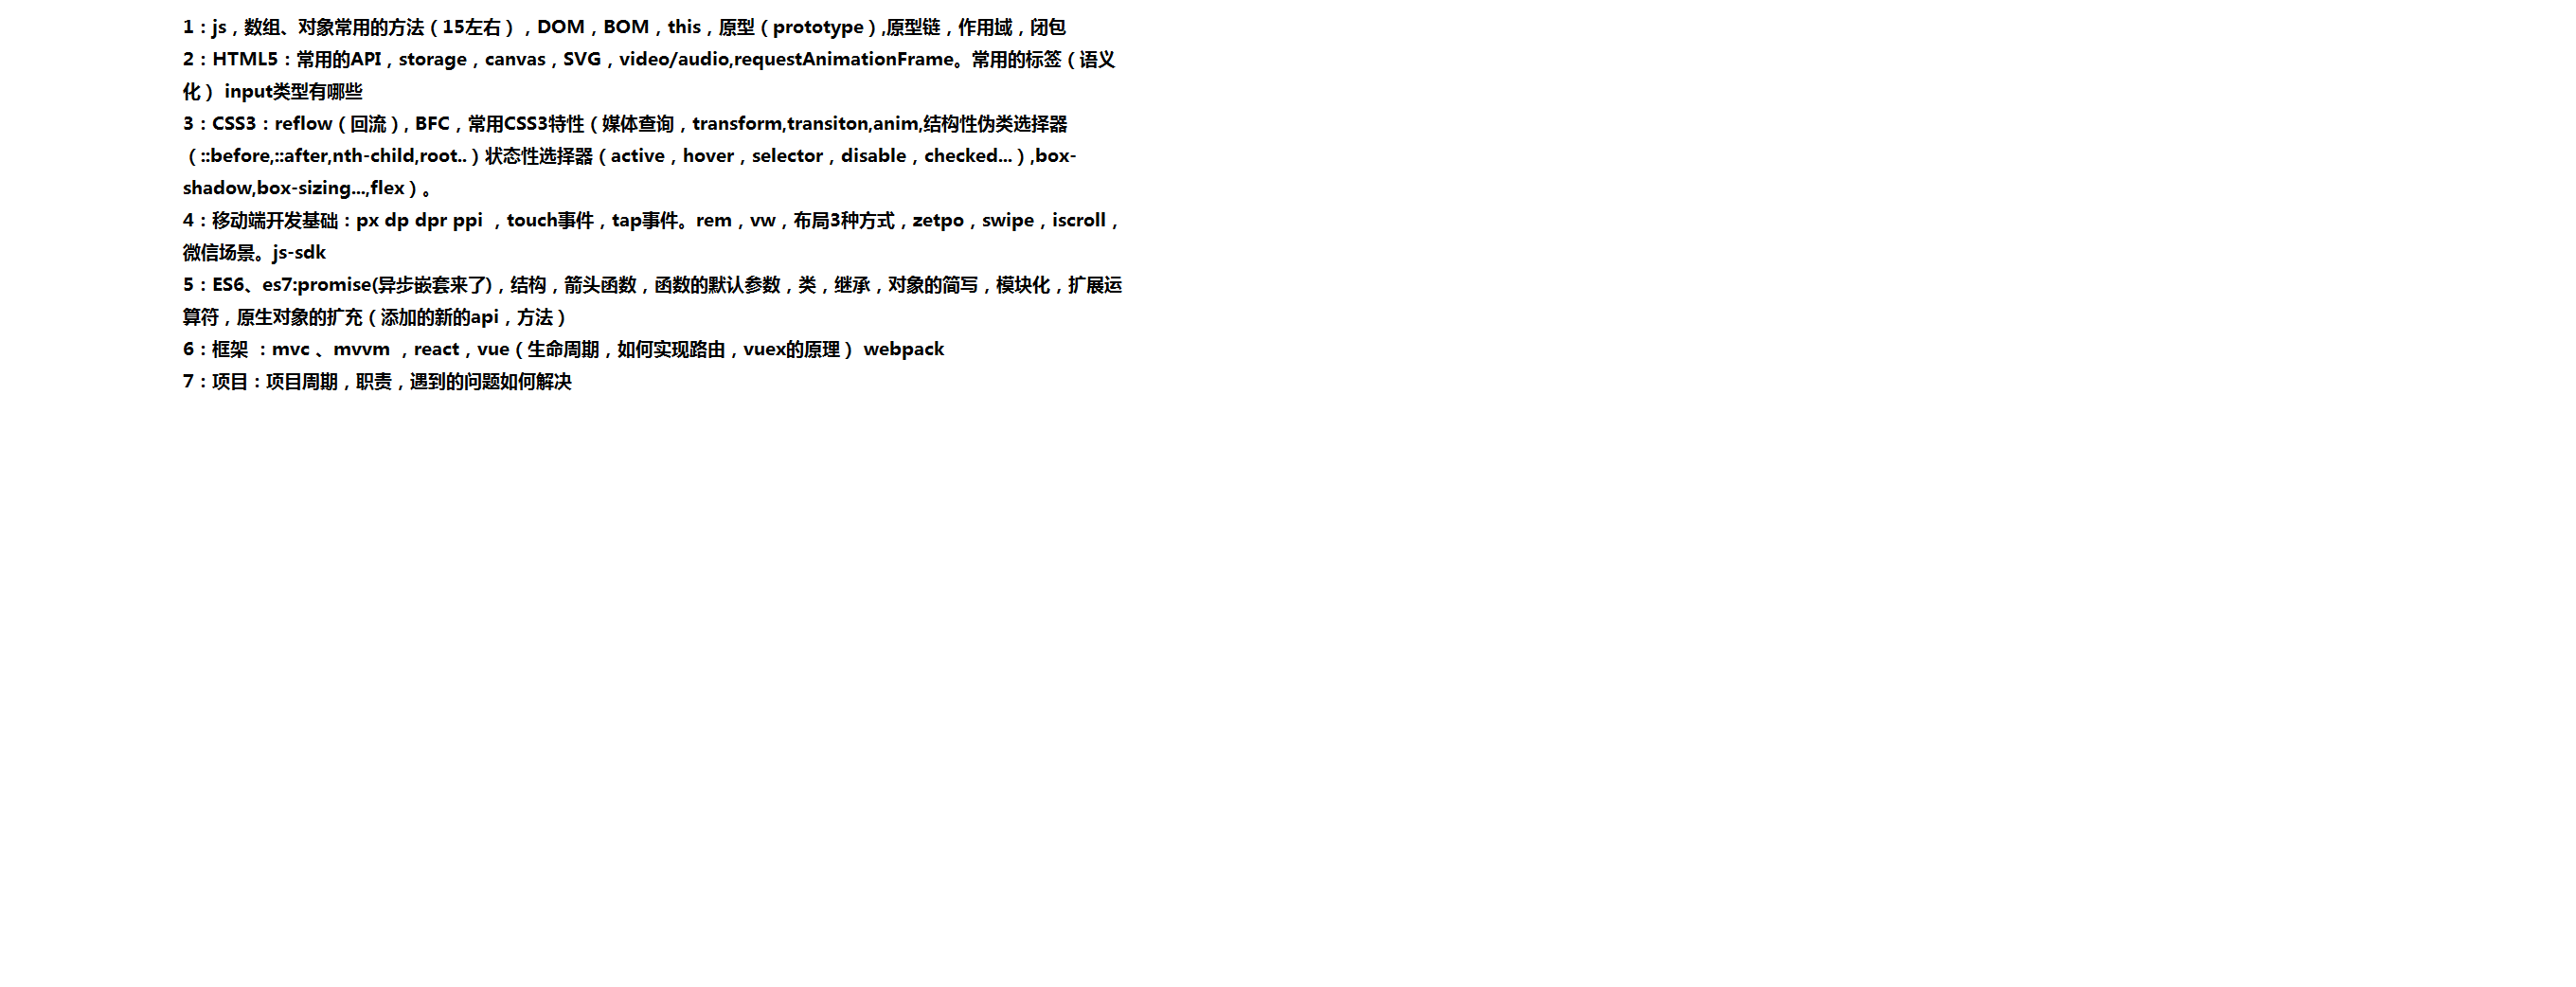 1：js，数组、对象常用的方法（15左右），DOM，BOM，this，原型（prototype）,原型链，作用域，闭包
2：HTML5：常用的API，storage，canvas，SVG，video/audio,requestAnimationFrame。常用的标签（语义
化） input类型有哪些
3：CSS3：reflow（回流）, BFC，常用CSS3特性（媒体查询，transform,transiton,anim,结构性伪类选择器
（::before,::after,nth-child,root..）状态性选择器（active，hover，selector，disable，checked...）,box-
shadow,box-sizing...,flex）。
4：移动端开发基础：px dp dpr ppi ，touch事件，tap事件。rem，vw，布局3种方式，zetpo，swipe，iscroll，
微信场景。js-sdk
5：ES6、es7:promise(异步嵌套来了)，结构，箭头函数，函数的默认参数，类，继承，对象的简写，模块化，扩展运
算符，原生对象的扩充（添加的新的api，方法）
6：框架 ：mvc 、mvvm ，react，vue（生命周期，如何实现路由，vuex的原理） webpack
7：项目：项目周期，职责，遇到的问题如何解决